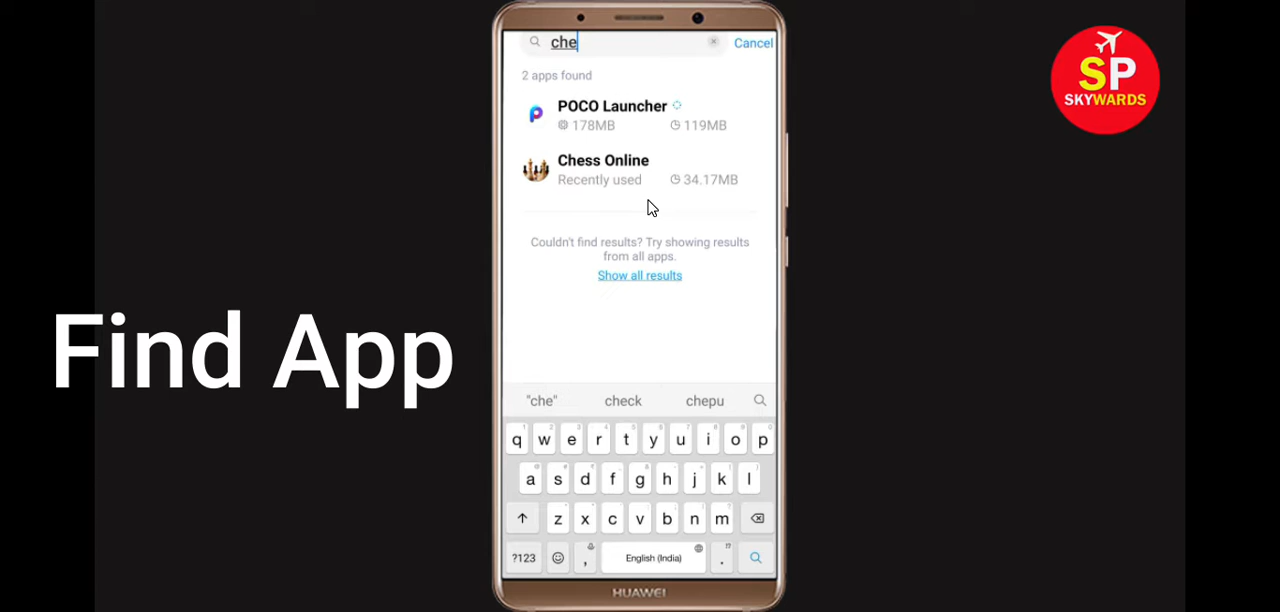 che
Cancel
2 apps found
POCO Launcher
178MB 119MB
Chess Online
Recently used 34.17MB
Couldn't find results? Try showing results
from all apps.
Show all results
Find App
SP
SKYWARDS
"che" check chepu
q w e r t y u i o p
a s d f g h j k l
z x c v b n m
?123 , English (India) .
HUAWEI